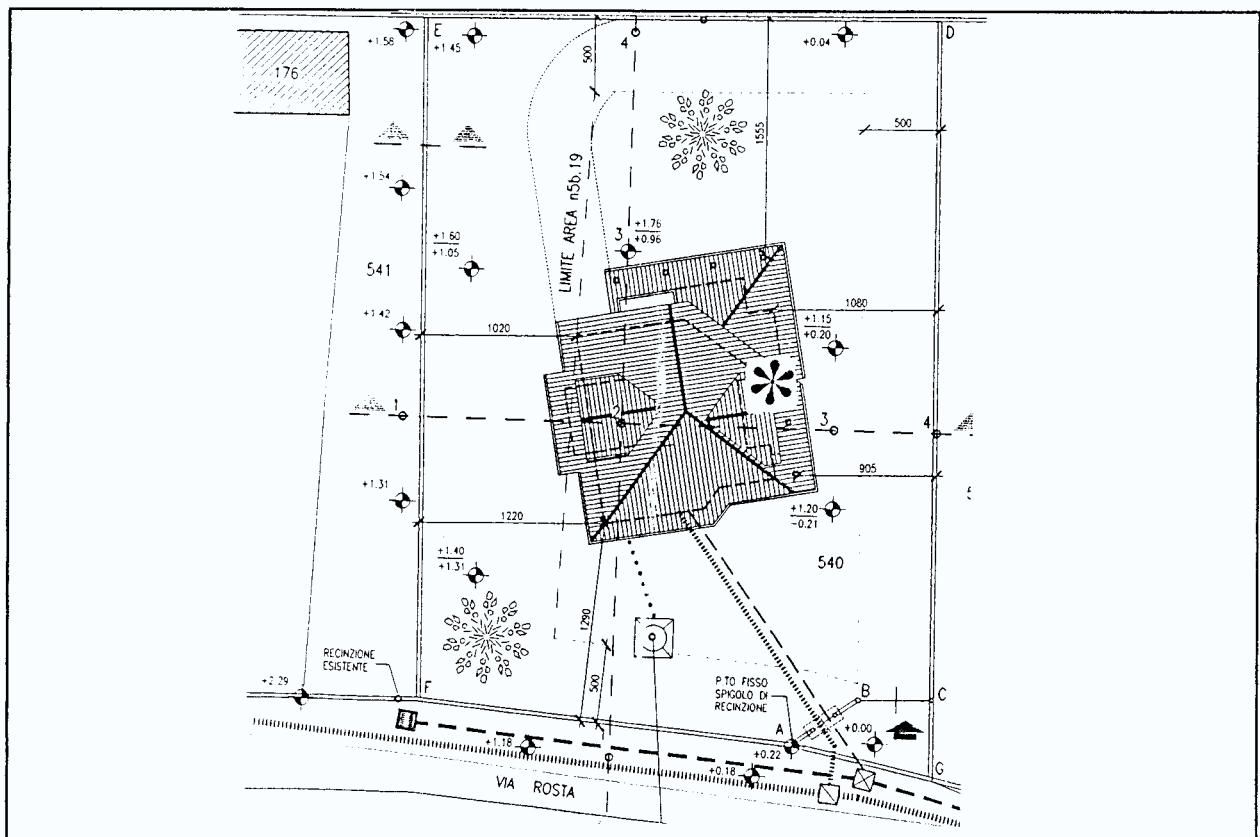 +1.58
E
+1.45
4
+0.04
D
176
500
500
1555
+1.54
LIMITE AREA n5b.19
3
+1.76
+0.96
+1.60
+1.05
541
1080
+1.42
1020
+1.15
+0.20
1
2
3
4
905
+1.31
1220
+1.20
-0.21
540
+1.40
+1.31
1290
RECINZIONE
ESISTENTE
500
P.TO FISSO
SPIGOLO DI
RECINZIONE
+2.29
F
B
C
A
+0.00
+1.18
+0.22
+0.18
G
VIA ROSTA